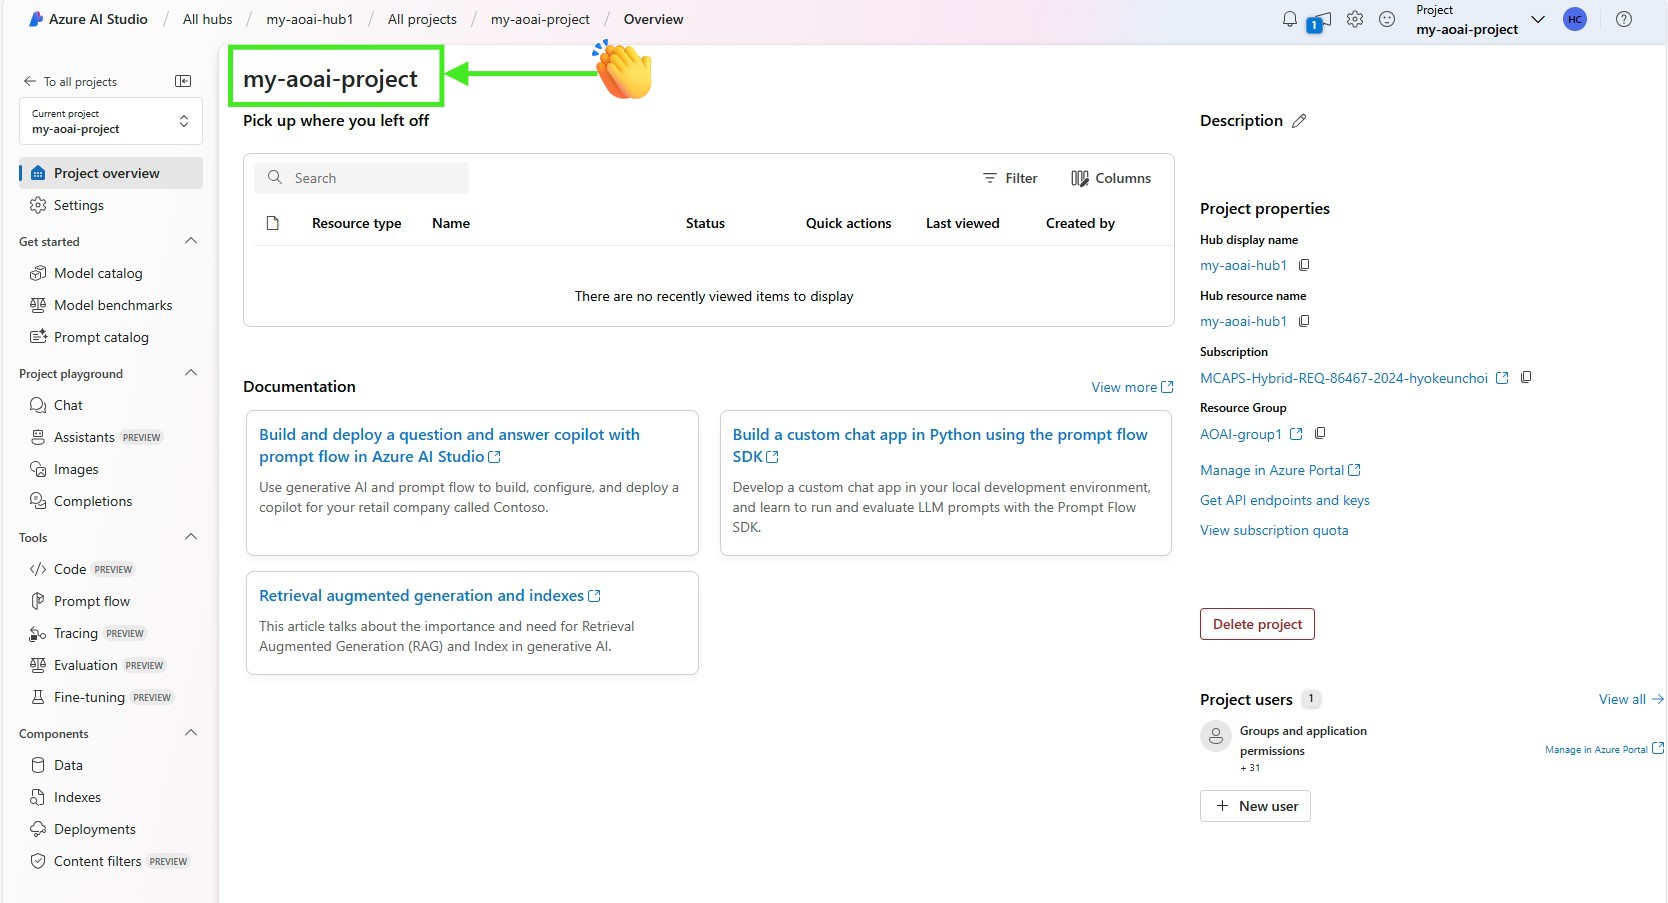 Azure AI Studio / All hubs / my-aoai-hub1 / All projects / my-aoai-project / Overview
1
Project
my-aoai-project
HC
To all projects
Current project
my-aoai-project
Project overview
Settings
Get started
Model catalog
Model benchmarks
Prompt catalog
Project playground
Chat
Assistants PREVIEW
Images
Completions
Tools
Code PREVIEW
Prompt flow
Tracing PREVIEW
Evaluation PREVIEW
Fine-tuning PREVIEW
Components
Data
Indexes
Deployments
Content filters PREVIEW
my-aoai-project
Pick up where you left off
Search
Filter
Columns
Resource type Name Status Quick actions Last viewed Created by
There are no recently viewed items to display
Documentation
View more
Build and deploy a question and answer copilot with
prompt flow in Azure AI Studio
Use generative AI and prompt flow to build, configure, and deploy a
copilot for your retail company called Contoso.
Build a custom chat app in Python using the prompt flow
SDK
Develop a custom chat app in your local development environment,
and learn to run and evaluate LLM prompts with the Prompt Flow
SDK.
Retrieval augmented generation and indexes
This article talks about the importance and need for Retrieval
Augmented Generation (RAG) and Index in generative AI.
Description
Project properties
Hub display name
my-aoai-hub1
Hub resource name
my-aoai-hub1
Subscription
MCAPS-Hybrid-REQ-86467-2024-hyokeunchoi
Resource Group
AOAI-group1
Manage in Azure Portal
Get API endpoints and keys
View subscription quota
Delete project
Project users 1
View all
Groups and application
permissions
+ 31
Manage in Azure Portal
New user